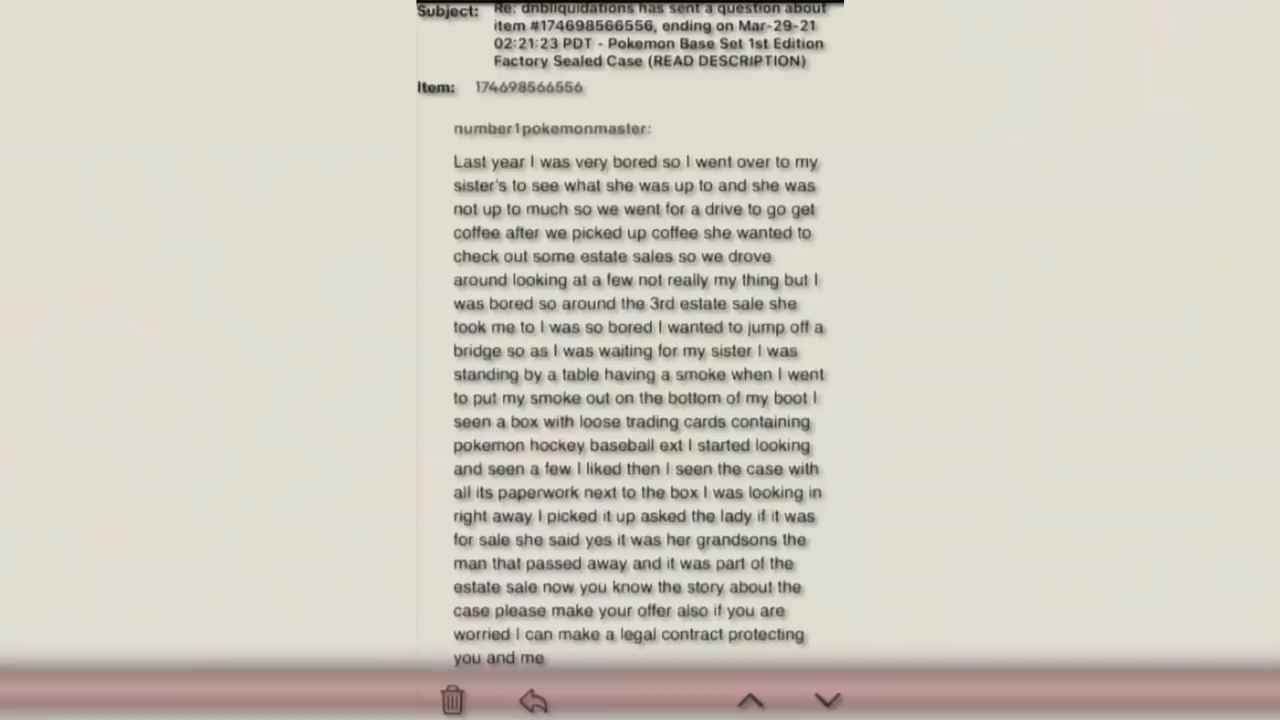 Subject: Re: dnbliquidations has sent a question about
item #174698566556, ending on Mar-29-21
02:21:23 PDT - Pokemon Base Set 1st Edition
Factory Sealed Case (READ DESCRIPTION)
Item: 174698566556
number1pokemonmaster:
Last year I was very bored so I went over to my
sister's to see what she was up to and she was
not up to much so we went for a drive to go get
coffee after we picked up coffee she wanted to
check out some estate sales so we drove
around looking at a few not really my thing but I
was bored so around the 3rd estate sale she
took me to I was so bored I wanted to jump off a
bridge so as I was waiting for my sister I was
standing by a table having a smoke when I went
to put my smoke out on the bottom of my boot I
seen a box with loose trading cards containing
pokemon hockey baseball ext I started looking
and seen a few I liked then I seen the case with
all its paperwork next to the box I was looking in
right away I picked it up asked the lady if it was
for sale she said yes it was her grandsons the
man that passed away and it was part of the
estate sale now you know the story about the
case please make your offer also if you are
worried I can make a legal contract protecting
you and me